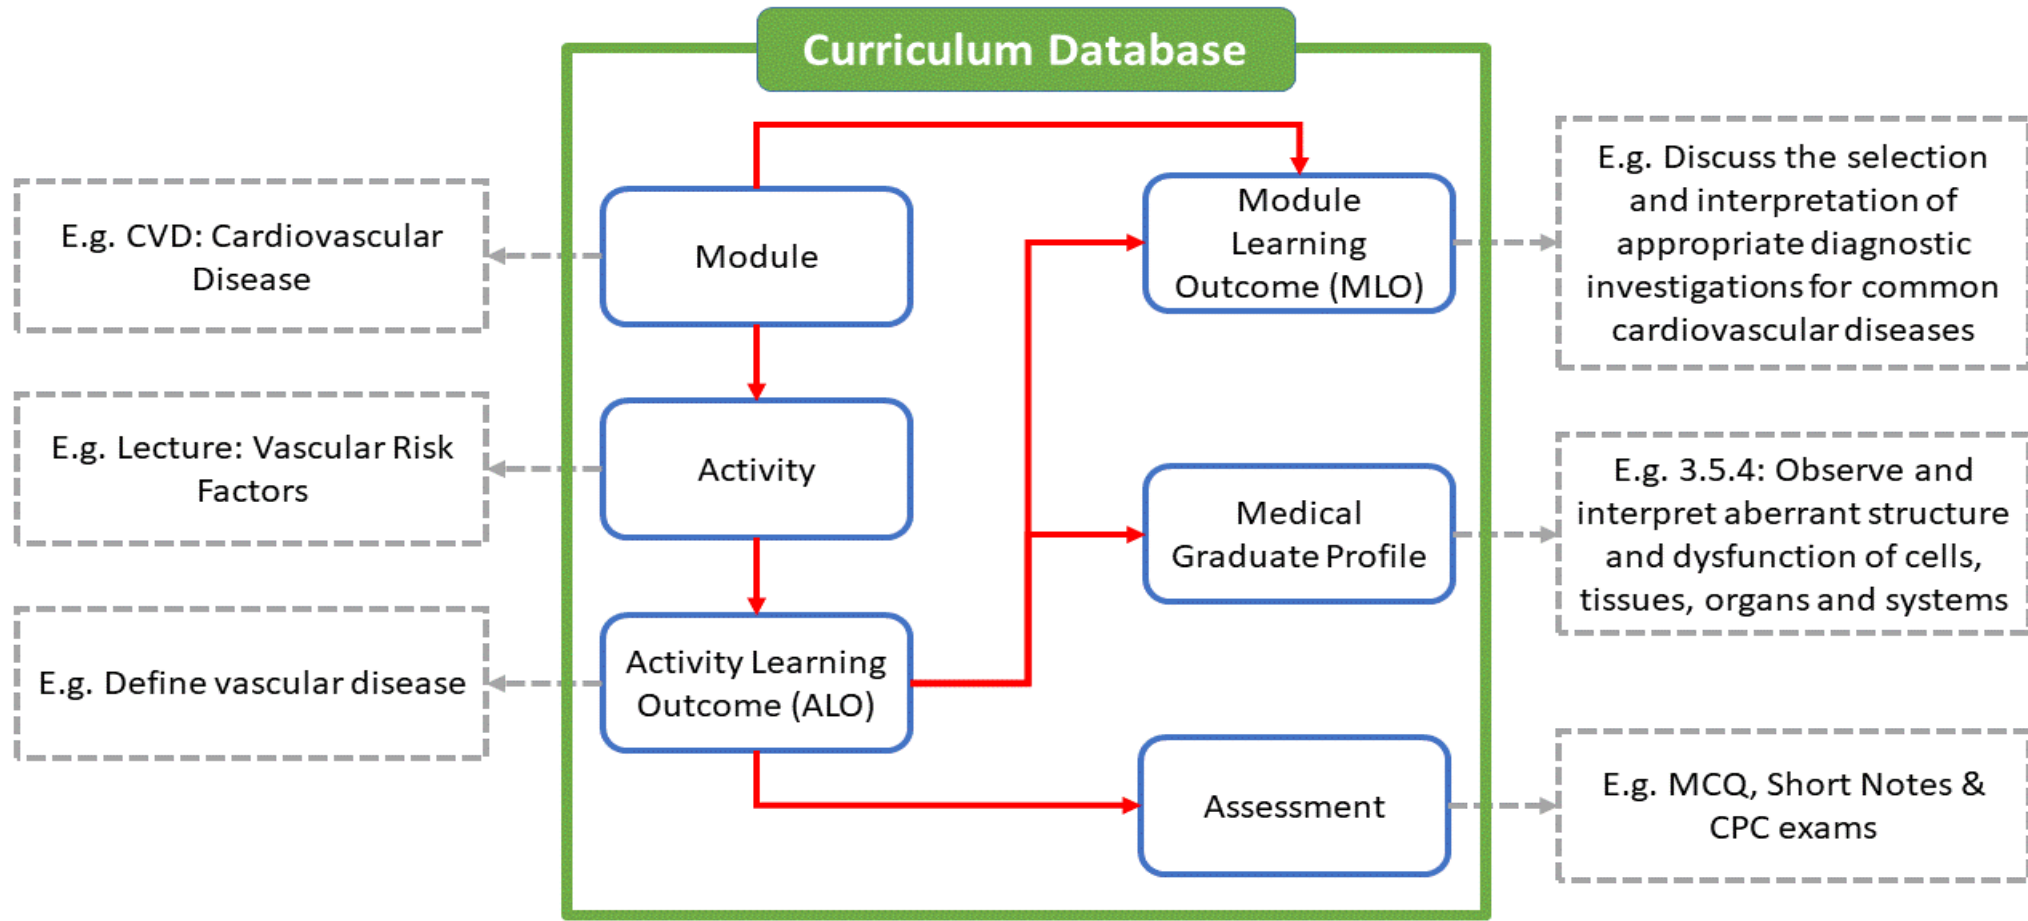 Curriculum Database
E.g. CVD: Cardiovascular
Disease
Module
Module
Learning
Outcome (MLO)
E.g. Discuss the selection
and interpretation of
appropriate diagnostic
investigations for common
cardiovascular diseases
E.g. Lecture: Vascular Risk
Factors
Activity
Medical
Graduate Profile
E.g. 3.5.4: Observe and
interpret aberrant structure
and dysfunction of cells,
tissues, organs and systems
E.g. Define vascular disease
Activity Learning
Outcome (ALO)
Assessment
E.g. MCQ, Short Notes &
CPC exams